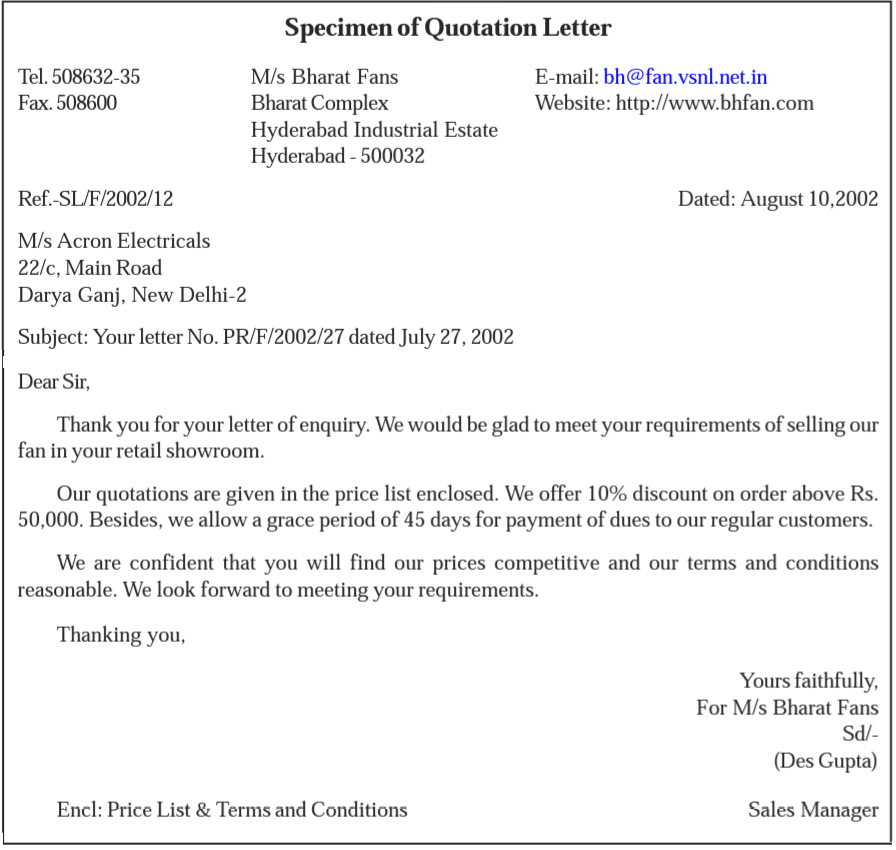 Specimen of Quotation Letter
Tel. 508632-35 M/s Bharat Fans E-mail: bh@fan.vsnl.net.in
Fax. 508600 Bharat Complex Website: http://www.bhfan.com
Hyderabad Industrial Estate
Hyderabad - 500032
Ref.-SL/F/2002/12 Dated: August 10,2002
M/s Acron Electricals
22/c, Main Road
Darya Ganj, New Delhi-2
Subject: Your letter No. PR/F/2002/27 dated July 27, 2002
Dear Sir,
Thank you for your letter of enquiry. We would be glad to meet your requirements of selling our
fan in your retail showroom.
Our quotations are given in the price list enclosed. We offer 10% discount on order above Rs.
50,000. Besides, we allow a grace period of 45 days for payment of dues to our regular customers.
We are confident that you will find our prices competitive and our terms and conditions
reasonable. We look forward to meeting your requirements.
Thanking you,
Yours faithfully,
For M/s Bharat Fans
Sd/-
(Des Gupta)
Encl: Price List & Terms and Conditions Sales Manager